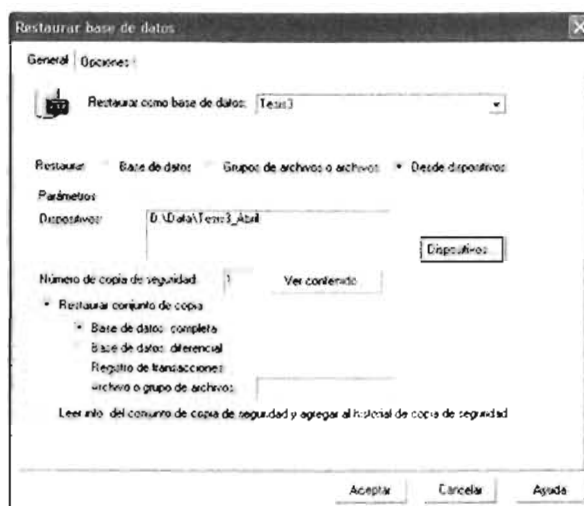 Restaurar base de datos
General Opciones
Restaurar como base de datos: Tesis3
Restaurar Base de datos Grupos de archivos o archivos Desde dispositivos
Parámetros
Dispositivos: D:\Data\Tesis3_Abril
Dispositivos
Número de copia de seguridad 1 Ver contenido
Restaurar conjunto de copia
Base de datos completa
Base de datos diferencial
Registro de transacciones
Archivo o grupo de archivos
Leer info. del conjunto de copia de seguridad y agregar al historial de copia de seguridad
Aceptar Cancelar Ayuda